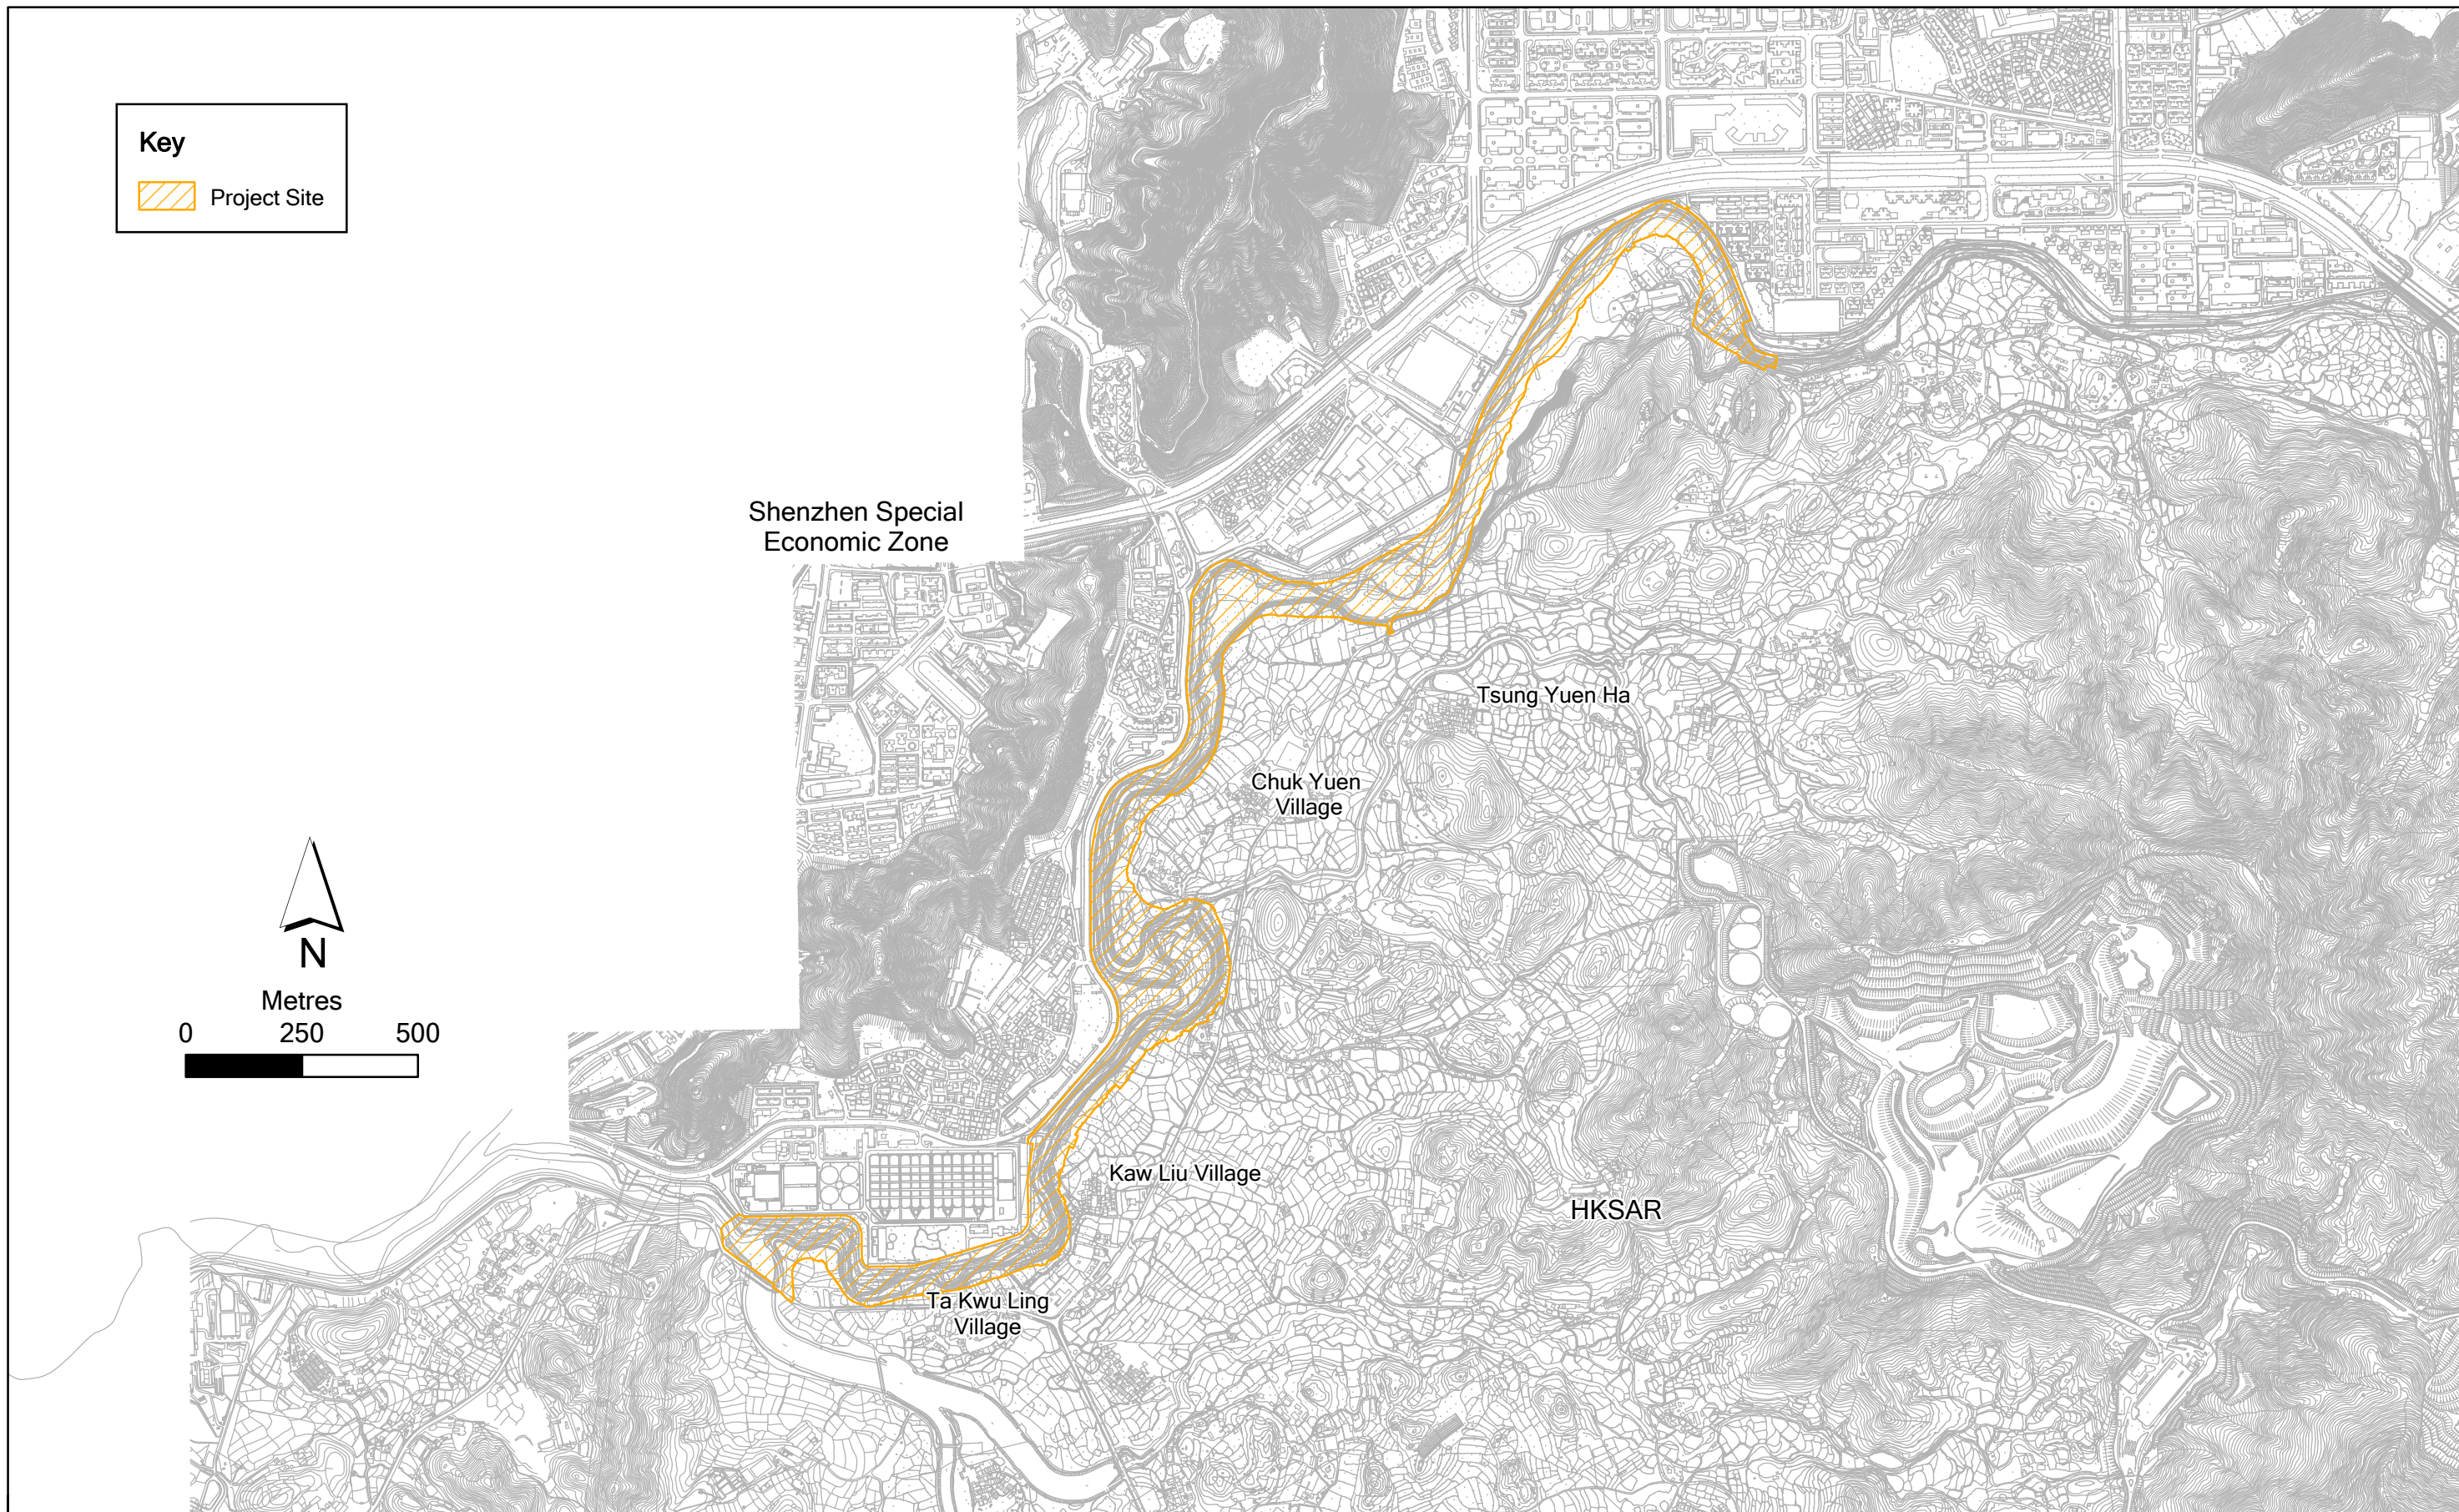 Key
Project Site
Shenzhen Special
Economic Zone
Tsung Yuen Ha
Chuk Yuen
Village
N
Metres
0 250 500
Kaw Liu Village
HKSAR
Ta Kwu Ling
Village